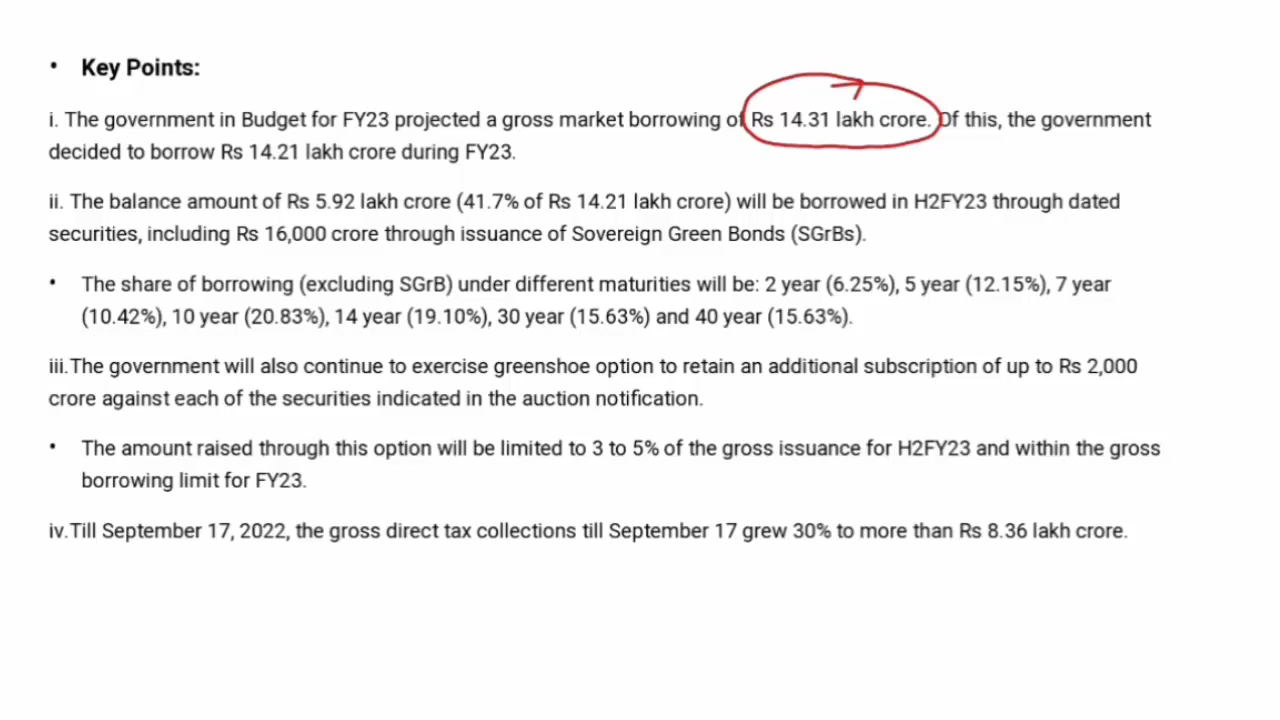 • Key Points:
i. The government in Budget for FY23 projected a gross market borrowing of Rs 14.31 lakh crore. Of this, the government
decided to borrow Rs 14.21 lakh crore during FY23.
ii. The balance amount of Rs 5.92 lakh crore (41.7% of Rs 14.21 lakh crore) will be borrowed in H2FY23 through dated
securities, including Rs 16,000 crore through issuance of Sovereign Green Bonds (SGrBs).
• The share of borrowing (excluding SGrB) under different maturities will be: 2 year (6.25%), 5 year (12.15%), 7 year
(10.42%), 10 year (20.83%), 14 year (19.10%), 30 year (15.63%) and 40 year (15.63%).
iii.The government will also continue to exercise greenshoe option to retain an additional subscription of up to Rs 2,000
crore against each of the securities indicated in the auction notification.
• The amount raised through this option will be limited to 3 to 5% of the gross issuance for H2FY23 and within the gross
borrowing limit for FY23.
iv.Till September 17, 2022, the gross direct tax collections till September 17 grew 30% to more than Rs 8.36 lakh crore.